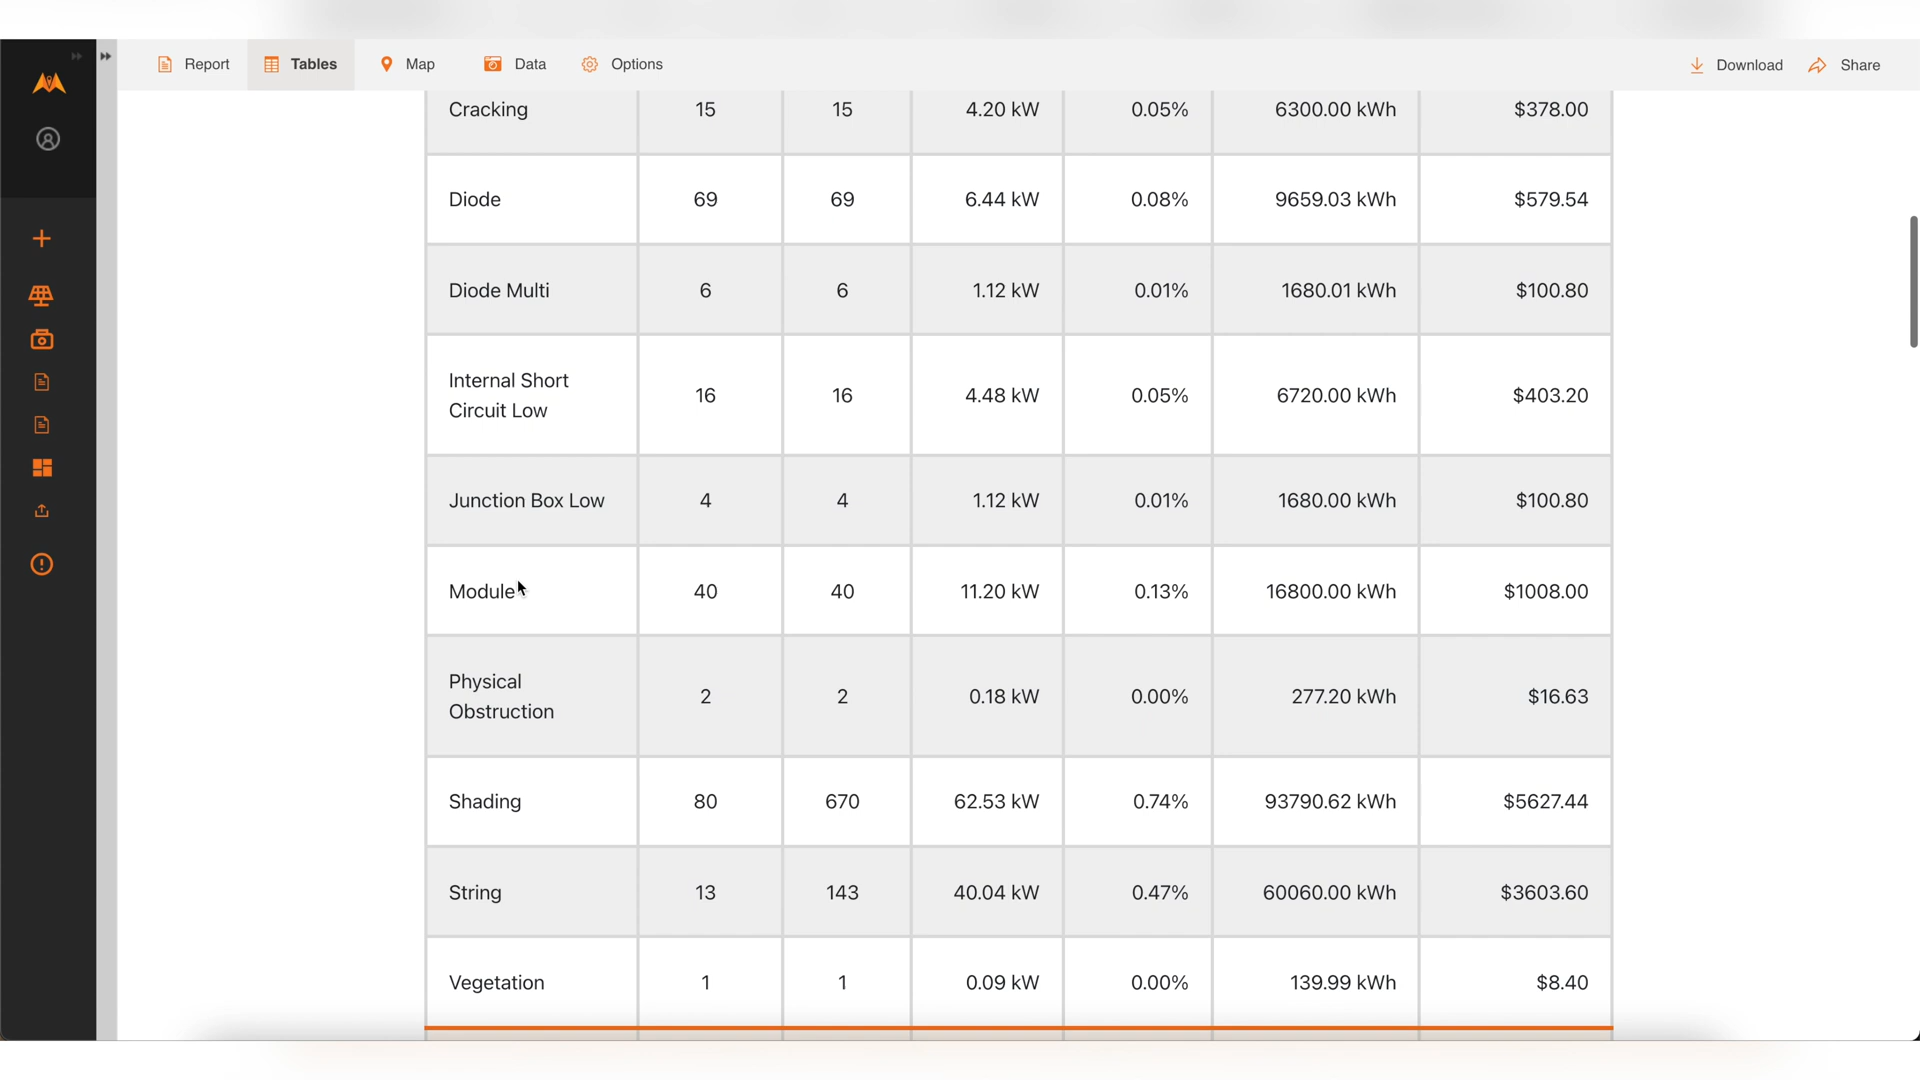 Report Tables Map Data Options Download Share
Cracking 15 15 4.20 kW 0.05% 6300.00 kWh $378.00
Diode 69 69 6.44 kW 0.08% 9659.03 kWh $579.54
Diode Multi 6 6 1.12 kW 0.01% 1680.01 kWh $100.80
Internal Short
Circuit Low 16 16 4.48 kW 0.05% 6720.00 kWh $403.20
Junction Box Low 4 4 1.12 kW 0.01% 1680.00 kWh $100.80
Module 40 40 11.20 kW 0.13% 16800.00 kWh $1008.00
Physical
Obstruction 2 2 0.18 kW 0.00% 277.20 kWh $16.63
Shading 80 670 62.53 kW 0.74% 93790.62 kWh $5627.44
String 13 143 40.04 kW 0.47% 60060.00 kWh $3603.60
Vegetation 1 1 0.09 kW 0.00% 139.99 kWh $8.40